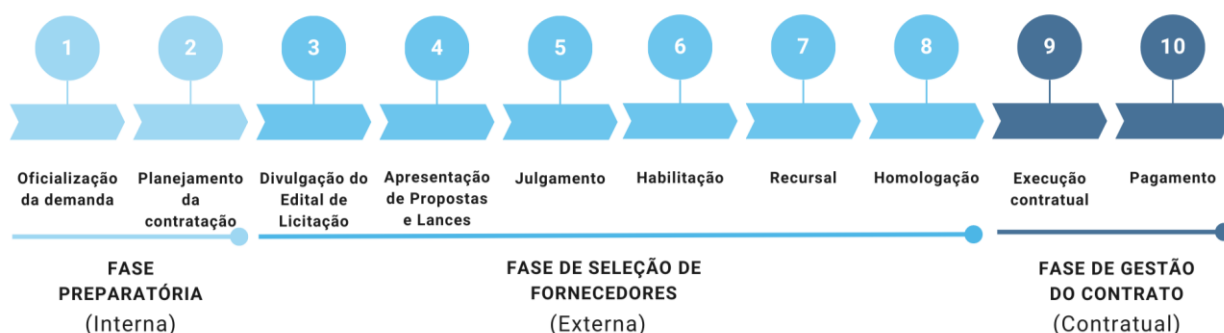 1
2
3
4
5
6
7
8
9
10
Oficialização
da demanda
Planejamento
da
contratação
Divulgação do
Edital de
Licitação
Apresentação
de Propostas
e Lances
Julgamento
Habilitação
Recursal
Homologação
Execução
contratual
Pagamento
FASE
PREPARATÓRIA
(Interna)
FASE DE SELEÇÃO DE
FORNECEDORES
(Externa)
FASE DE GESTÃO
DO CONTRATO
(Contratual)